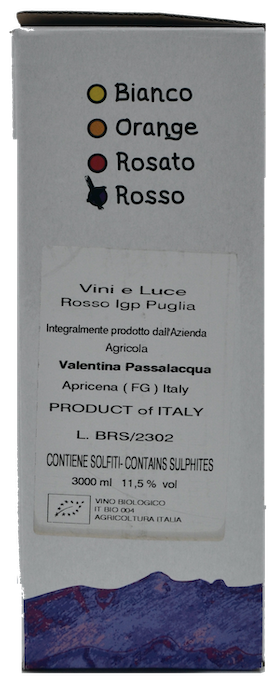 Bianco
Orange
Rosato
Rosso
Vini e Luce
Rosso Igp Puglia
Integralmente prodotto dall'Azienda
Agricola
Valentina Passalacqua
Apricena ( FG ) Italy
PRODUCT of ITALY
L. BRS/2302
CONTIENE SOLFITI- CONTAINS SULPHITES
3000 ml 11,5 % vol
VINO BIOLOGICO
IT BIO 004
AGRICOLTURA ITALIA